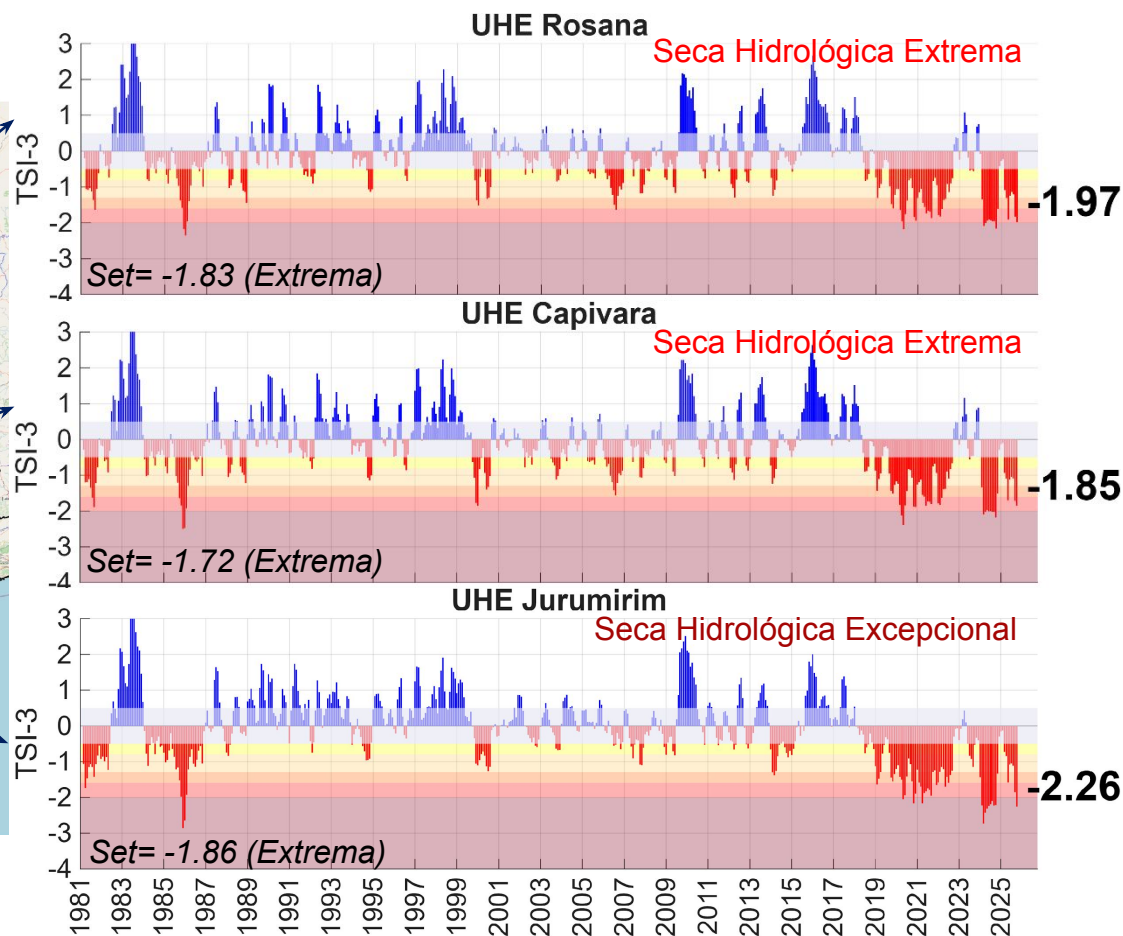 UHE Rosana
Seca Hidrológica Extrema
3
2
1
0
-1
-2
-3
-4
TSI-3
-1.97
Set= -1.83 (Extrema)
UHE Capivara
Seca Hidrológica Extrema
3
2
1
0
-1
-2
-3
-4
TSI-3
-1.85
Set= -1.72 (Extrema)
UHE Jurumirim
Seca Hidrológica Excepcional
3
2
1
0
-1
-2
-3
-4
TSI-3
-2.26
Set= -1.86 (Extrema)
1981 1983 1985 1987 1989 1991 1993 1995 1997 1999 2001 2003 2005 2007 2009 2011 2013 2015 2017 2019 2021 2023 2025